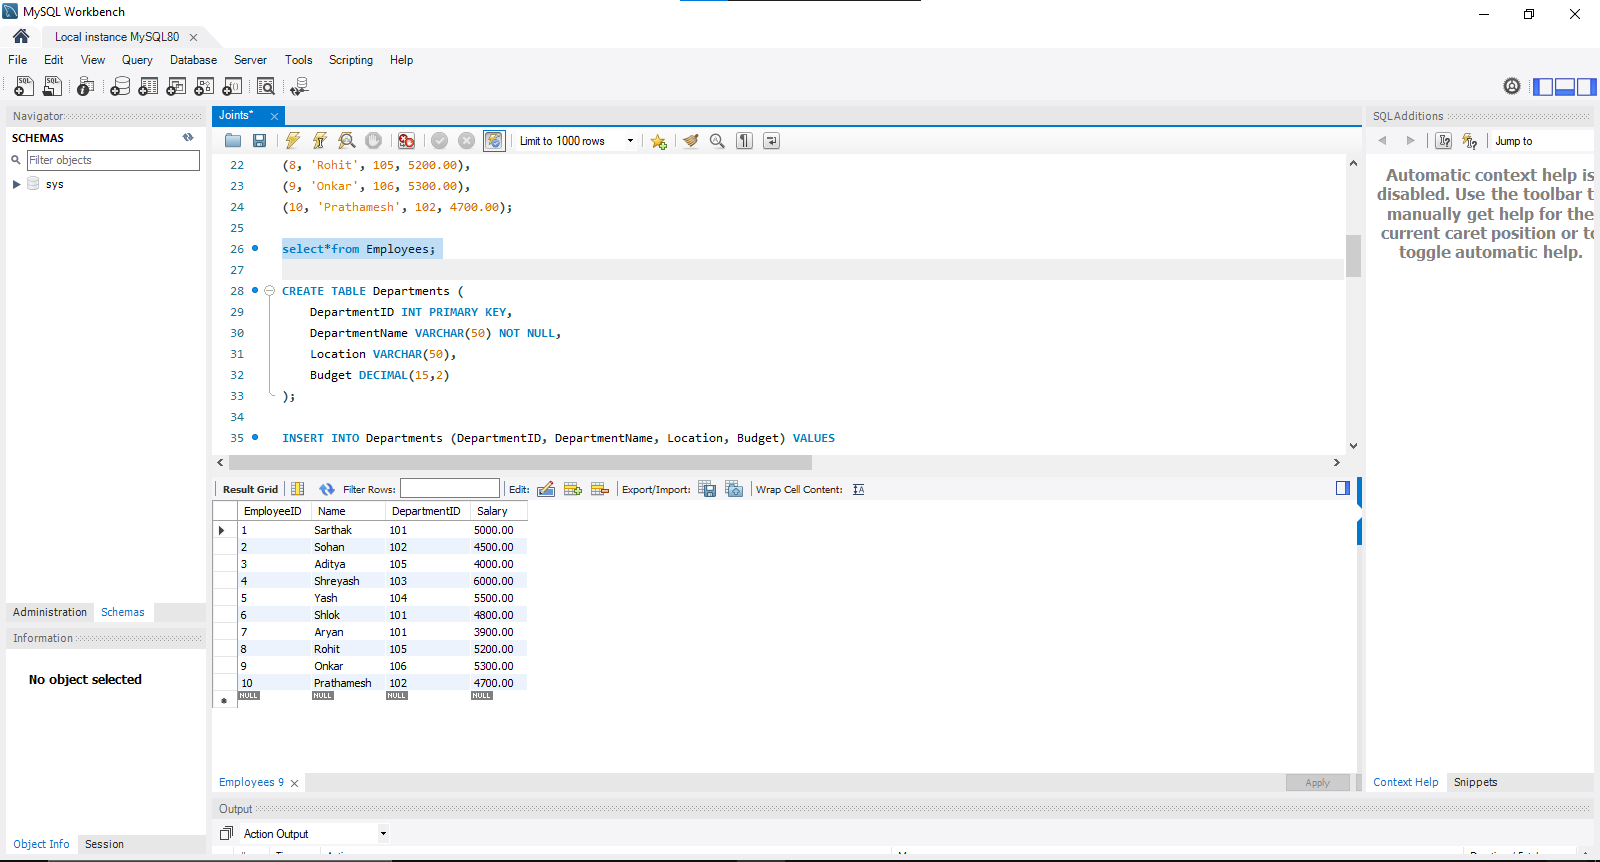 MySQL Workbench
Local instance MySQL80
File Edit View Query Database Server Tools Scripting Help
Navigator
SCHEMAS
Filter objects
sys
Administration Schemas
Information
No object selected
Object Info Session
Joints*
Limit to 1000 rows
22 (8, 'Rohit', 105, 5200.00),
23 (9, 'Onkar', 106, 5300.00),
24 (10, 'Prathamesh', 102, 4700.00);
25
26 select*from Employees;
27
28 CREATE TABLE Departments (
29 DepartmentID INT PRIMARY KEY,
30 DepartmentName VARCHAR(50) NOT NULL,
31 Location VARCHAR(50),
32 Budget DECIMAL(15,2)
33 );
34
35 INSERT INTO Departments (DepartmentID, DepartmentName, Location, Budget) VALUES
Result Grid Filter Rows: Edit: Export/Import: Wrap Cell Content:
EmployeeID Name DepartmentID Salary
1 Sarthak 101 5000.00
2 Sohan 102 4500.00
3 Aditya 105 4000.00
4 Shreyash 103 6000.00
5 Yash 104 5500.00
6 Shlok 101 4800.00
7 Aryan 101 3900.00
8 Rohit 105 5200.00
9 Onkar 106 5300.00
10 Prathamesh 102 4700.00
NULL NULL NULL NULL
Employees 9
Apply
Output
Action Output
SQLAdditions
Jump to
Automatic context help is
disabled. Use the toolbar t
manually get help for the
current caret position or to
toggle automatic help.
Context Help Snippets